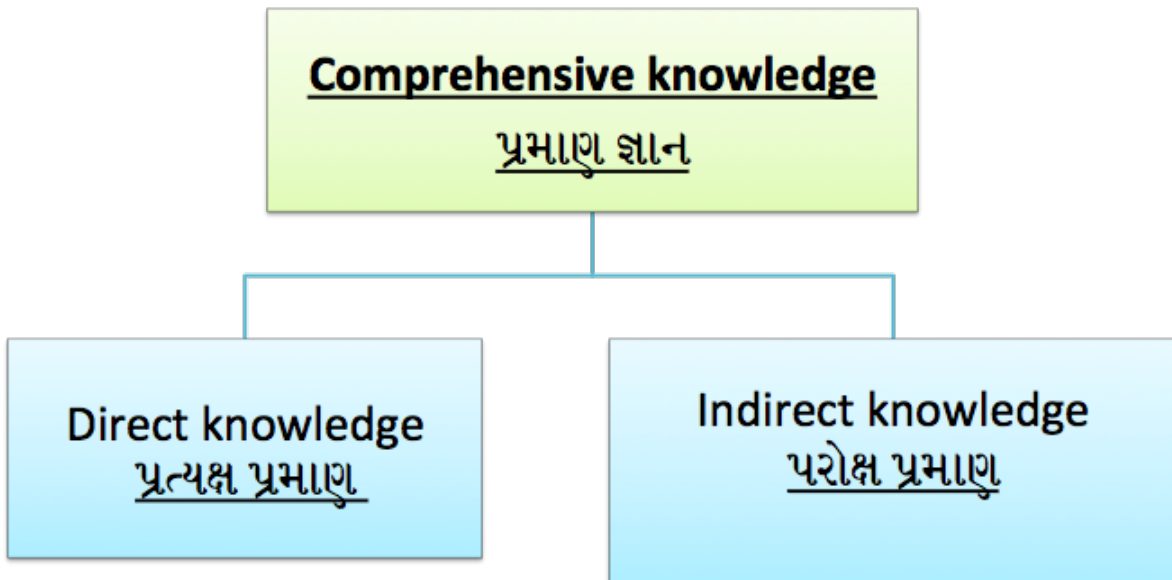 Comprehensive knowledge
પ્રમાણ જ્ઞાન
Direct knowledge
પ્રત્યક્ષ પ્રમાણ
Indirect knowledge
પરોક્ષ પ્રમાણ